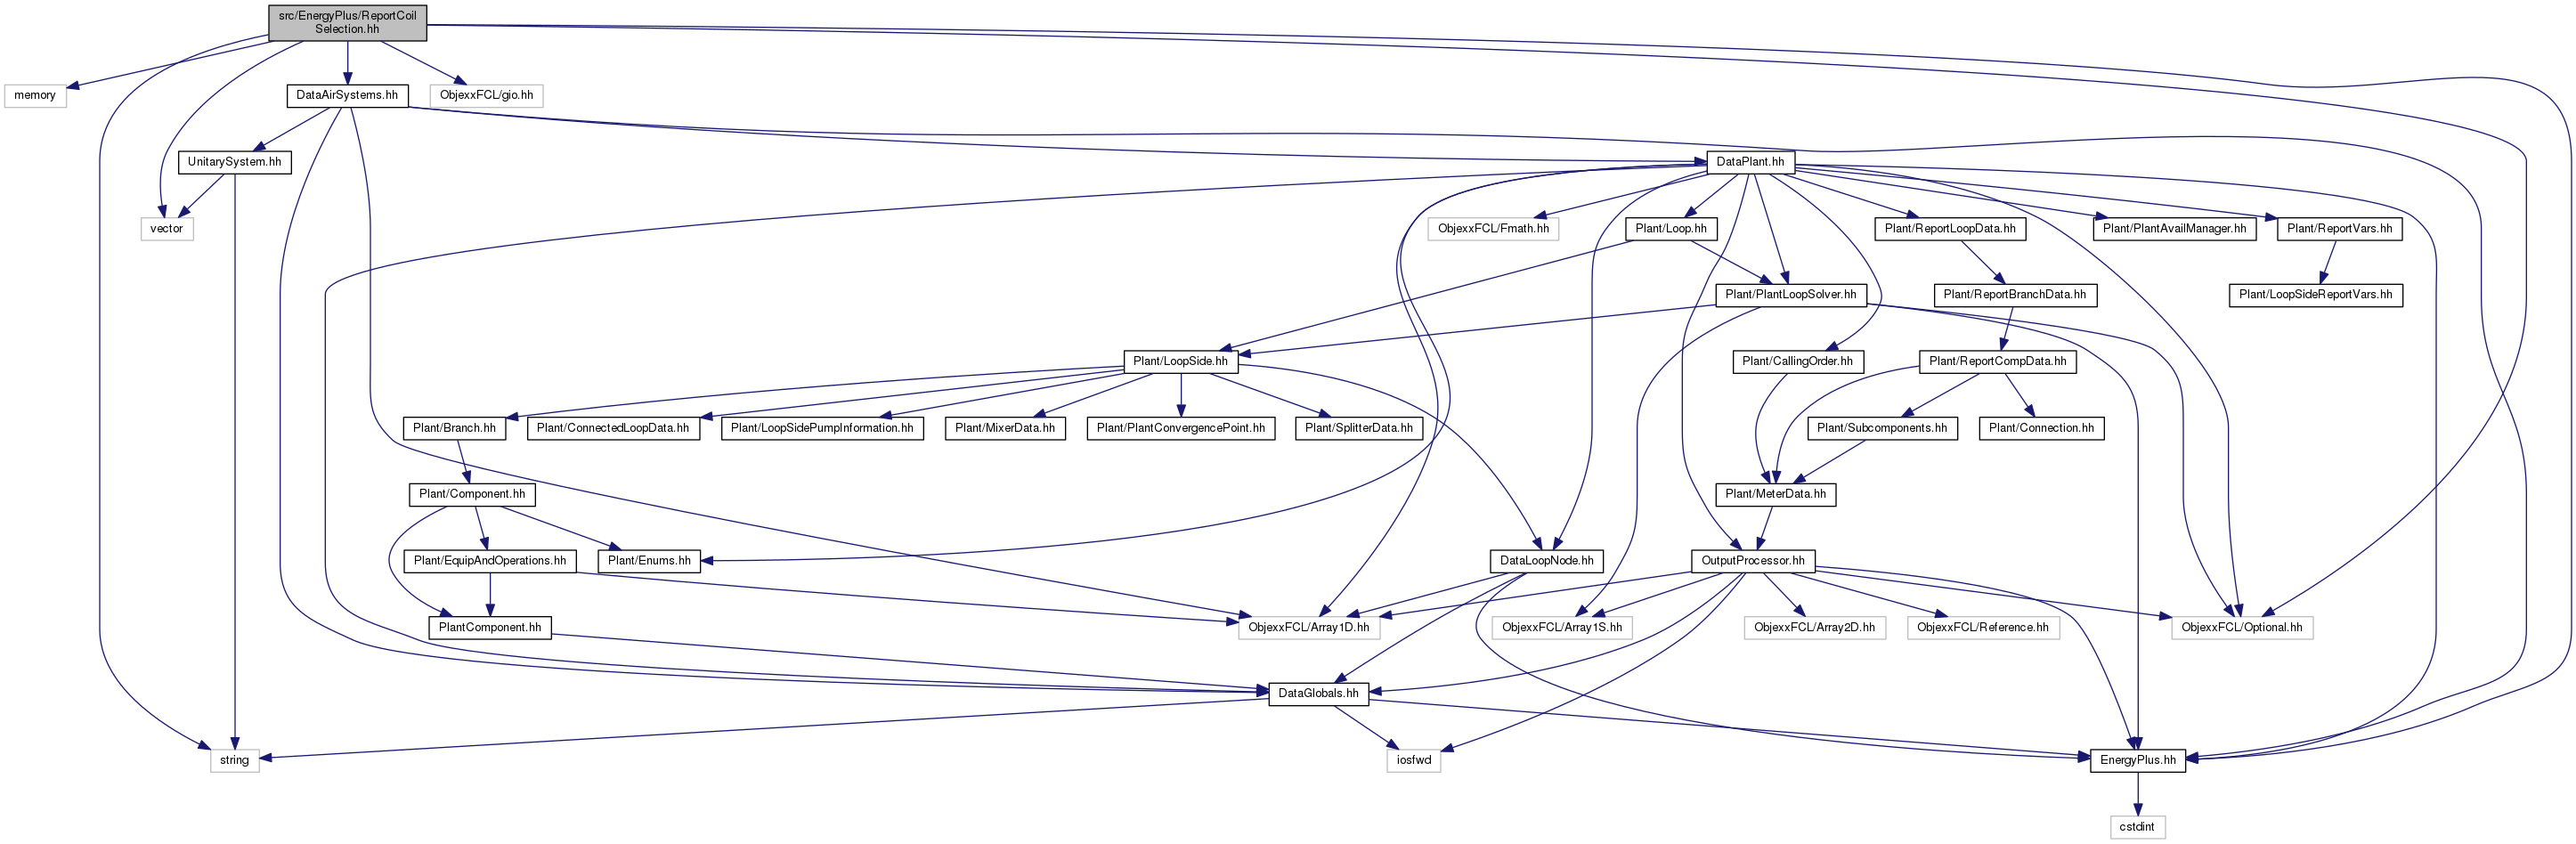 src/EnergyPlus/ReportCoil
Selection.hh
memory
DataAirSystems.hh
ObjexxFCL/gio.hh
UnitarySystem.hh
DataPlant.hh
vector
ObjexxFCL/Fmath.hh
Plant/Loop.hh
Plant/ReportLoopData.hh
Plant/PlantAvailManager.hh
Plant/ReportVars.hh
Plant/PlantLoopSolver.hh
Plant/ReportBranchData.hh
Plant/LoopSideReportVars.hh
Plant/LoopSide.hh
Plant/CallingOrder.hh
Plant/ReportCompData.hh
Plant/Branch.hh
Plant/ConnectedLoopData.hh
Plant/LoopSidePumpInformation.hh
Plant/MixerData.hh
Plant/PlantConvergencePoint.hh
Plant/SplitterData.hh
Plant/Subcomponents.hh
Plant/Connection.hh
Plant/Component.hh
Plant/MeterData.hh
Plant/EquipAndOperations.hh
Plant/Enums.hh
DataLoopNode.hh
OutputProcessor.hh
PlantComponent.hh
ObjexxFCL/Array1D.hh
ObjexxFCL/Array1S.hh
ObjexxFCL/Array2D.hh
ObjexxFCL/Reference.hh
ObjexxFCL/Optional.hh
DataGlobals.hh
string
iosfwd
EnergyPlus.hh
cstdint